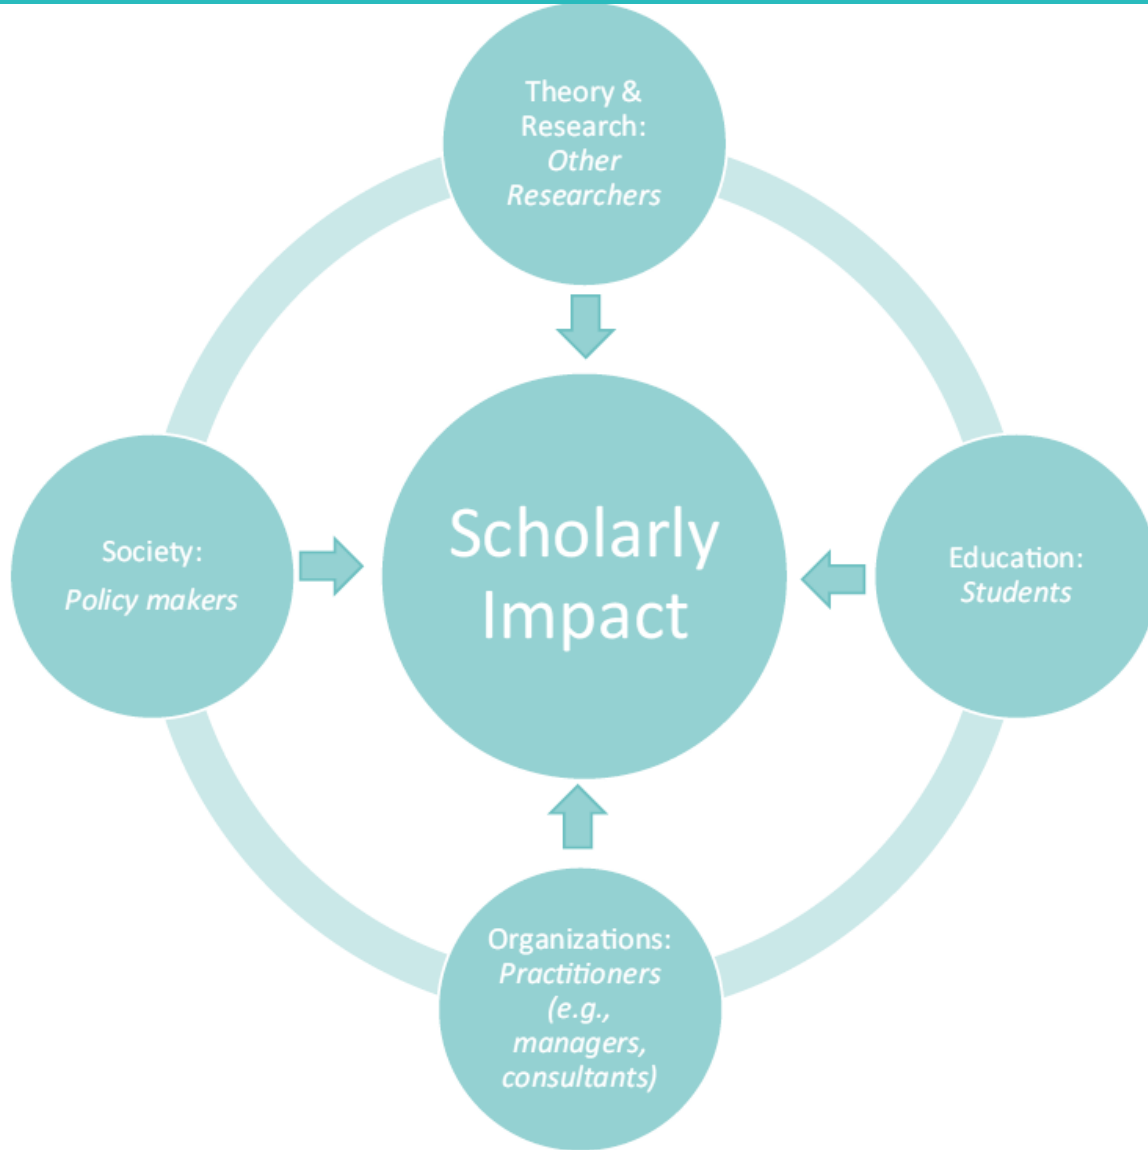 Theory &
Research:
Other
Researchers
Society:
Policy makers
Scholarly
Impact
Education:
Students
Organizations:
Practitioners
(e.g.,
managers,
consultants)